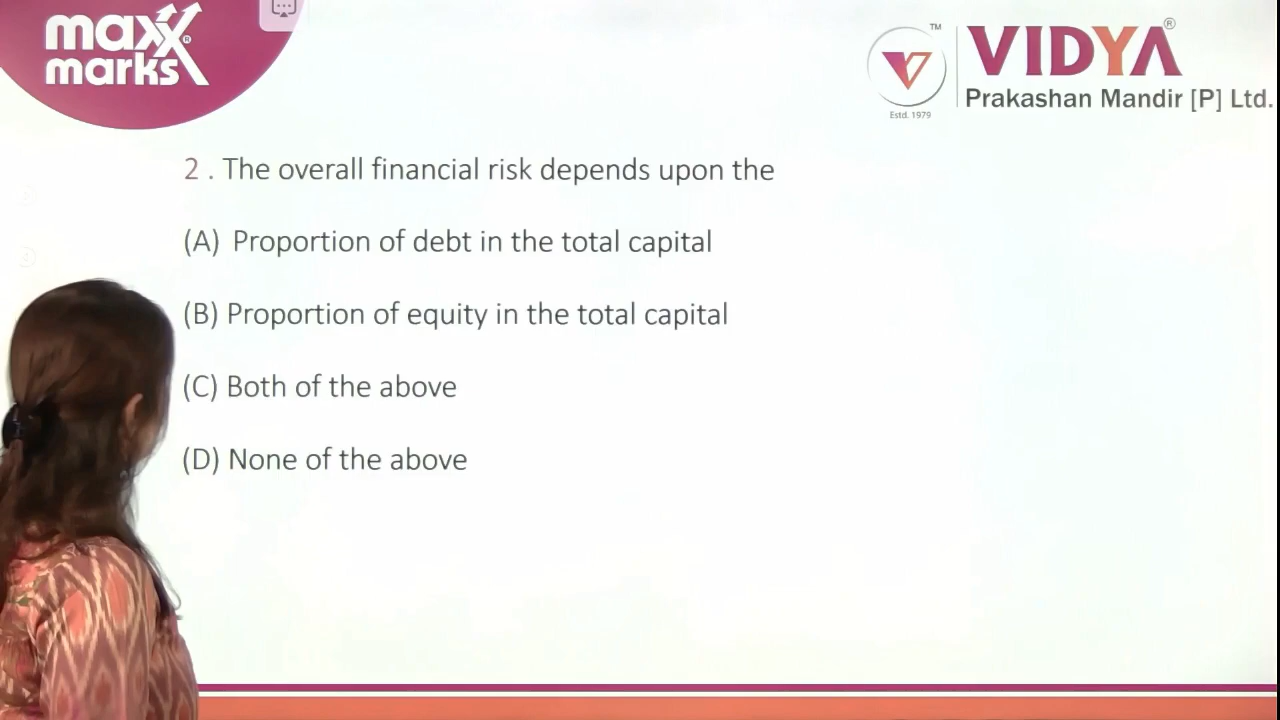 maxx
marks
®
VIDYA®
Prakashan Mandir [P] Ltd.
TM
Estd. 1979
2 . The overall financial risk depends upon the
(A) Proportion of debt in the total capital
(B) Proportion of equity in the total capital
(C) Both of the above
(D) None of the above